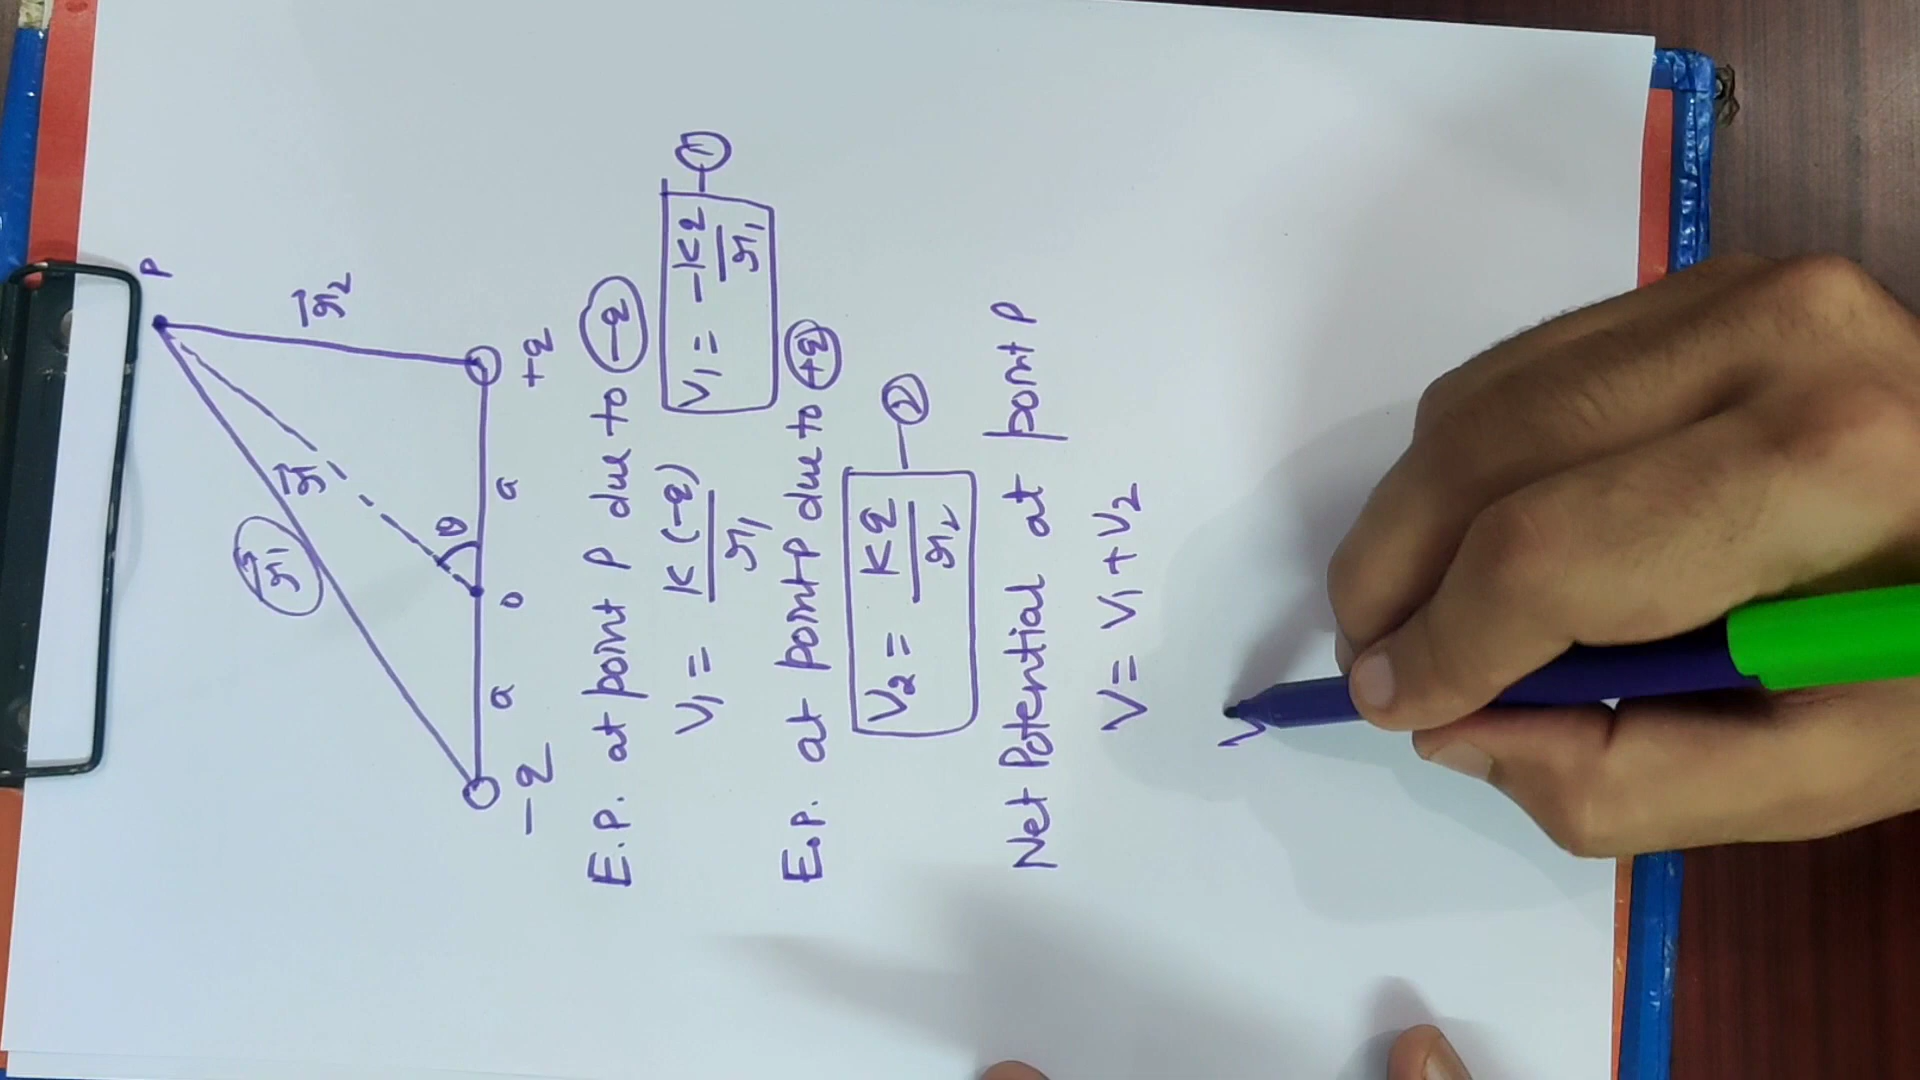 P
r⃗₁
r⃗
r⃗₂
θ
-q
a
o
a
+q
E.P. at point P due to -q
V₁ = K(-q)/r₁
V₁ = -Kq/r₁ - ①
E.P. at point P due to +q
V₂ = Kq/r₂ - ②
Net Potential at point P
V = V₁ + V₂
V